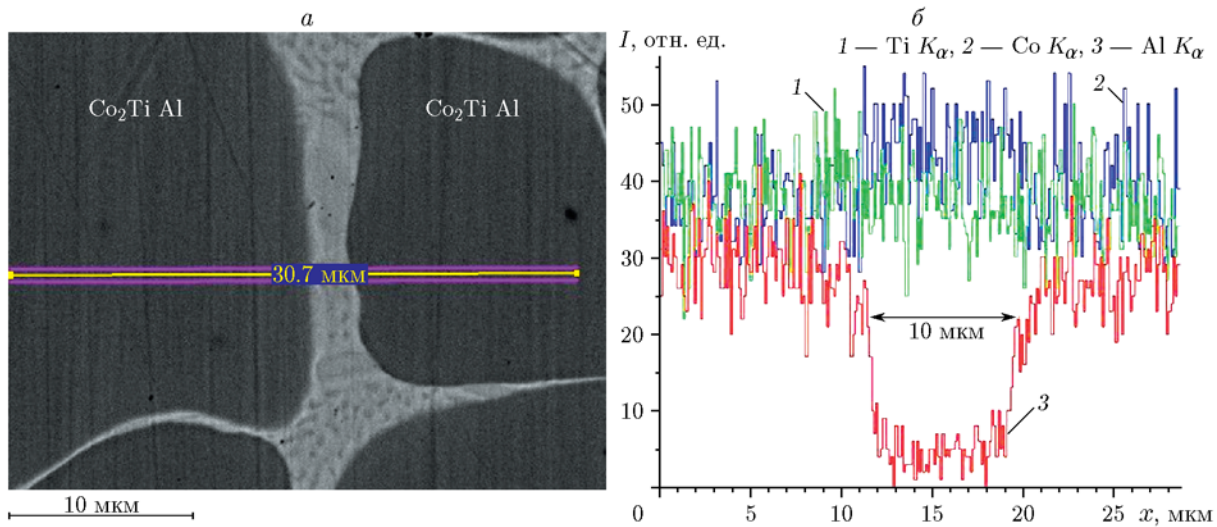 а
Co₂Ti Al
Co₂Ti Al
30.7 мкм
10 мкм
б
I, отн. ед.
1 — Ti Kα, 2 — Co Kα, 3 — Al Kα
50
40
30
20
10
0
1
2
10 мкм
3
5 10 15 20 25 x, мкм